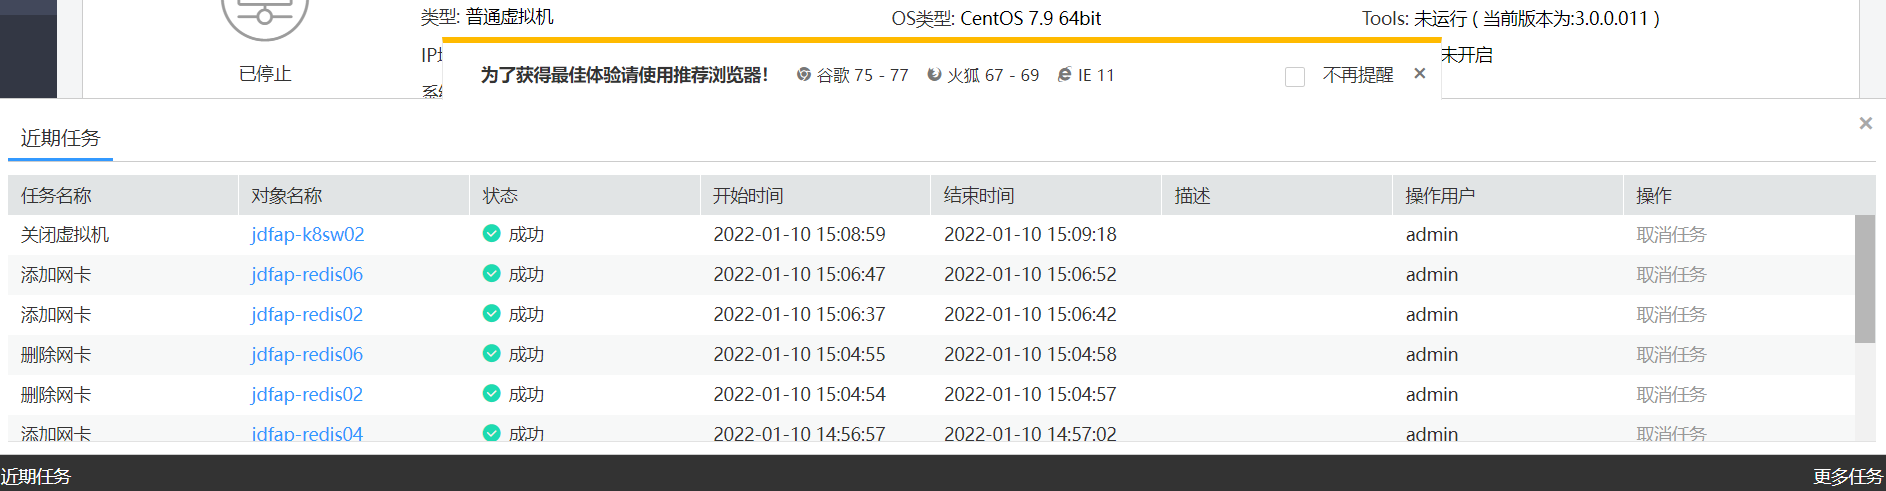 类型: 普通虚拟机 OS类型: CentOS 7.9 64bit Tools: 未运行 ( 当前版本为:3.0.0.011 )
IP 未开启
已停止
为了获得最佳体验请使用推荐浏览器! 谷歌 75 - 77 火狐 67 - 69 IE 11 不再提醒 ×
近期任务 ×
任务名称 对象名称 状态 开始时间 结束时间 描述 操作用户 操作
关闭虚拟机 jdfap-k8sw02 成功 2022-01-10 15:08:59 2022-01-10 15:09:18 admin 取消任务
添加网卡 jdfap-redis06 成功 2022-01-10 15:06:47 2022-01-10 15:06:52 admin 取消任务
添加网卡 jdfap-redis02 成功 2022-01-10 15:06:37 2022-01-10 15:06:42 admin 取消任务
删除网卡 jdfap-redis06 成功 2022-01-10 15:04:55 2022-01-10 15:04:58 admin 取消任务
删除网卡 jdfap-redis02 成功 2022-01-10 15:04:54 2022-01-10 15:04:57 admin 取消任务
添加网卡 jdfap-redis04 成功 2022-01-10 14:56:57 2022-01-10 14:57:02 admin 取消任务
近期任务 更多任务